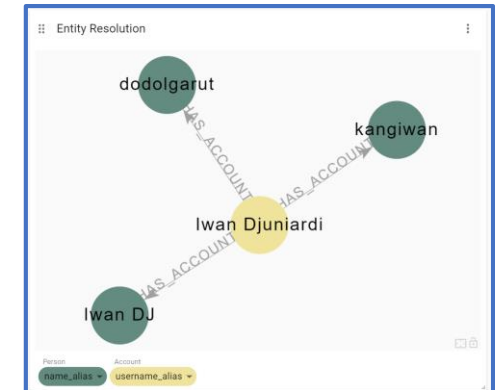 Entity Resolution
dodolgarut
kangiwan
HAS_ACCOUNT
HAS_ACCOUNT
Iwan Djuniardi
HAS_ACCOUNT
Iwan DJ
Person Account
name_alias username_alias